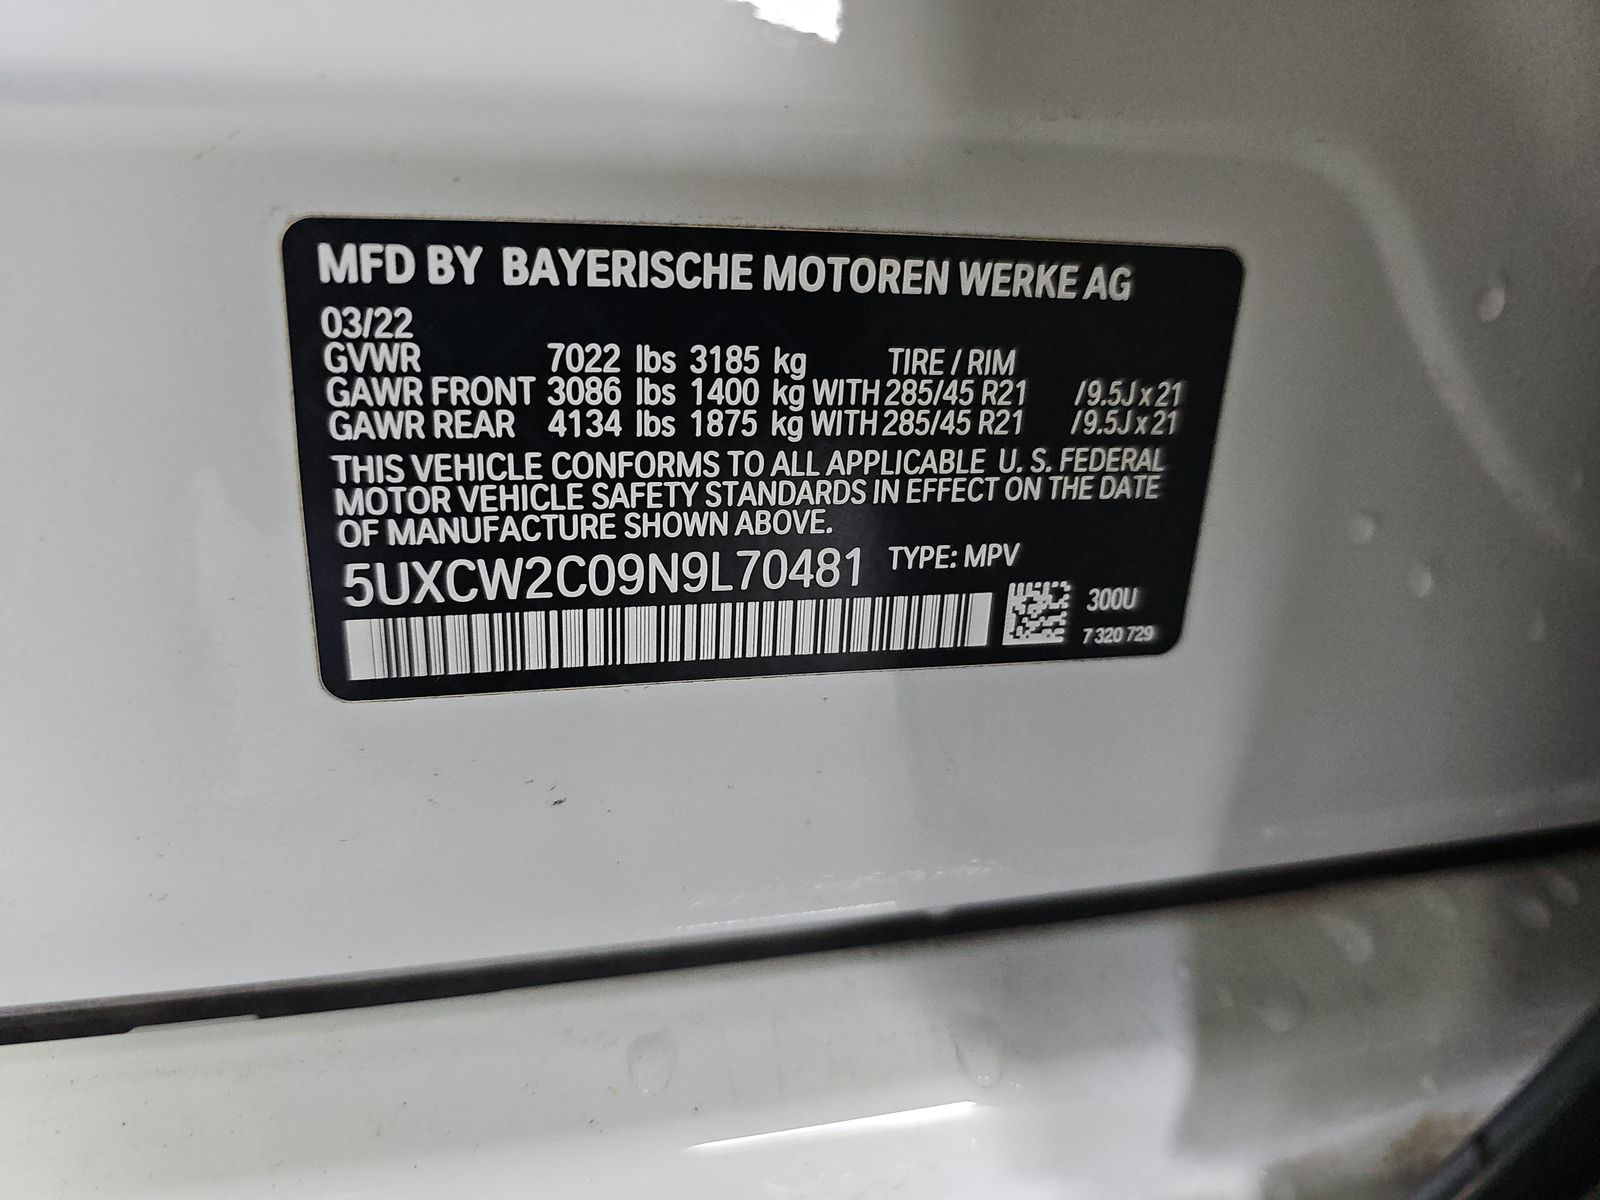 MFD BY BAYERISCHE MOTOREN WERKE AG
03/22
GVWR 7022 lbs 3185 kg TIRE / RIM
GAWR FRONT 3086 lbs 1400 kg WITH 285/45 R21 /9.5J x 21
GAWR REAR 4134 lbs 1875 kg WITH 285/45 R21 /9.5J x 21
THIS VEHICLE CONFORMS TO ALL APPLICABLE U. S. FEDERAL
MOTOR VEHICLE SAFETY STANDARDS IN EFFECT ON THE DATE
OF MANUFACTURE SHOWN ABOVE.
5UXCW2C09N9L70481 TYPE: MPV
300U
7 320 729